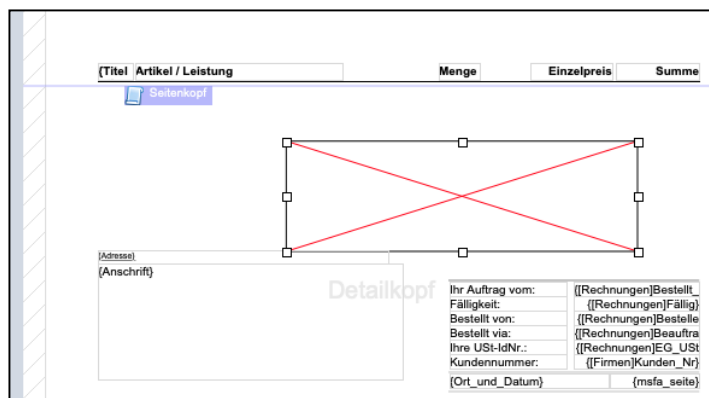 {Titel Artikel / Leistung Menge Einzelpreis Summe
Seitenkopf
{Adresse}
{Anschrift}
Detailkopf
Ihr Auftrag vom: {[Rechnungen]Bestellt_
Fälligkeit: {[Rechnungen]Fällig}
Bestellt von: {[Rechnungen]Bestelle
Bestellt via: {[Rechnungen]Beauftra
Ihre USt-IdNr.: {[Rechnungen]EG_USt
Kundennummer: {[Firmen]Kunden_Nr}
{Ort_und_Datum} {msfa_seite}